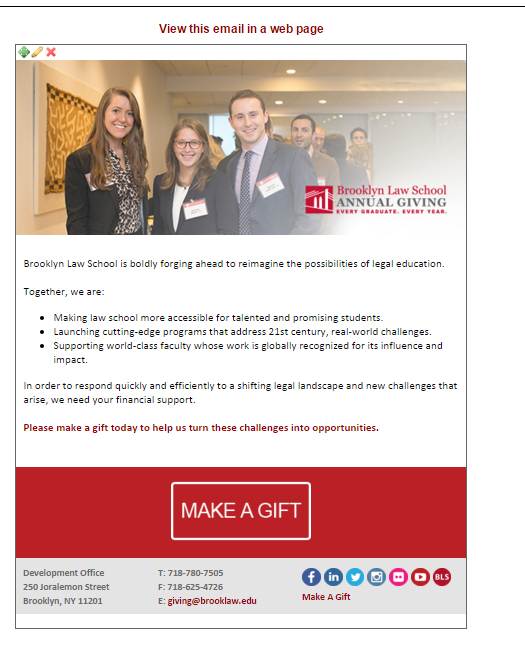 View this email in a web page
Brooklyn Law School
ANNUAL GIVING
EVERY GRADUATE. EVERY YEAR.
Brooklyn Law School is boldly forging ahead to reimagine the possibilities of legal education.
Together, we are:
• Making law school more accessible for talented and promising students.
• Launching cutting-edge programs that address 21st century, real-world challenges.
• Supporting world-class faculty whose work is globally recognized for its influence and
impact.
In order to respond quickly and efficiently to a shifting legal landscape and new challenges that
arise, we need your financial support.
Please make a gift today to help us turn these challenges into opportunities.
MAKE A GIFT
Development Office
250 Joralemon Street
Brooklyn, NY 11201
T: 718-780-7505
F: 718-625-4726
E: giving@brooklaw.edu
BLS
Make A Gift